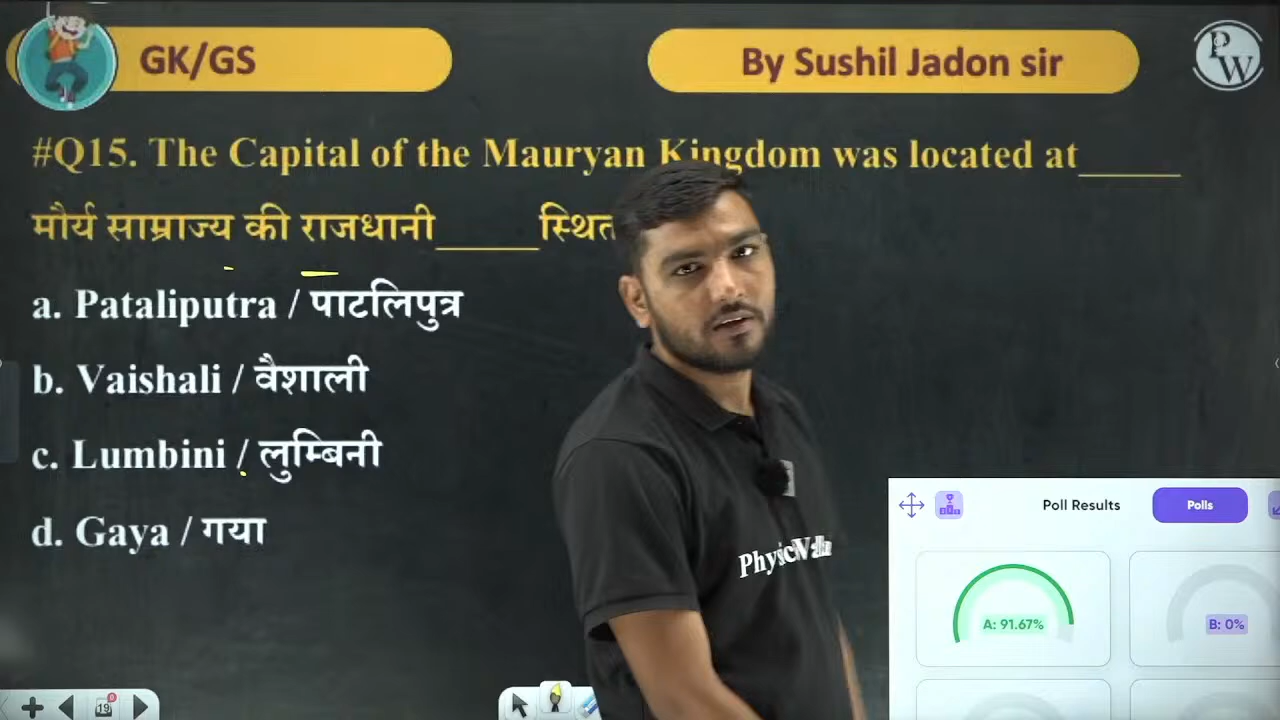 GK/GS
By Sushil Jadon sir
PW
#Q15. The Capital of the Mauryan Kingdom was located at______
मौर्य साम्राज्य की राजधानी______स्थित
a. Pataliputra / पाटलिपुत्र
b. Vaishali / वैशाली
c. Lumbini / लुम्बिनी
d. Gaya / गया
Poll Results
Polls
A: 91.67%
B: 0%
19